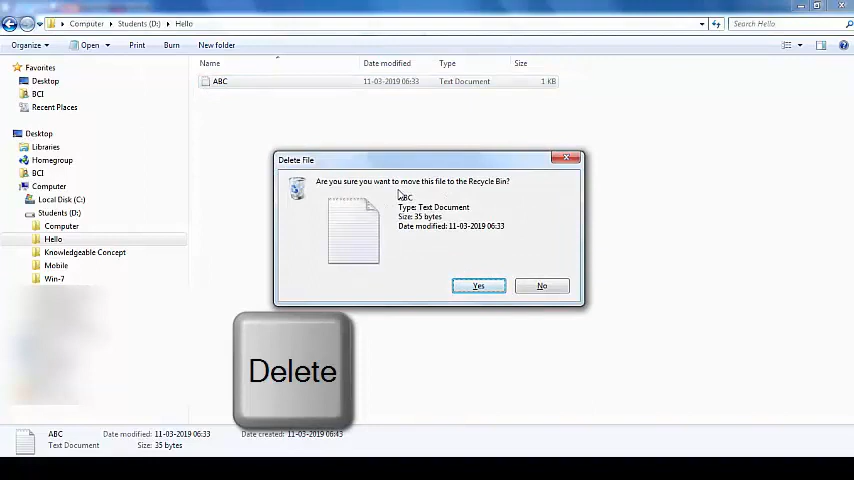 Computer ▸ Students (D:) ▸ Hello
Search Hello
Organize ▾ Open ▾ Print Burn New folder
Favorites
Desktop
BCI
Recent Places
Desktop
Libraries
Homegroup
BCI
Computer
Local Disk (C:)
Students (D:)
Computer
Hello
Knowledgeable Concept
Mobile
Win-7
Name Date modified Type Size
ABC 11-03-2019 06:33 Text Document 1 KB
Delete File
Are you sure you want to move this file to the Recycle Bin?
ABC
Type: Text Document
Size: 35 bytes
Date modified: 11-03-2019 06:33
Yes No
Delete
ABC Date modified: 11-03-2019 06:33 Date created: 11-03-2019 06:43
Text Document Size: 35 bytes